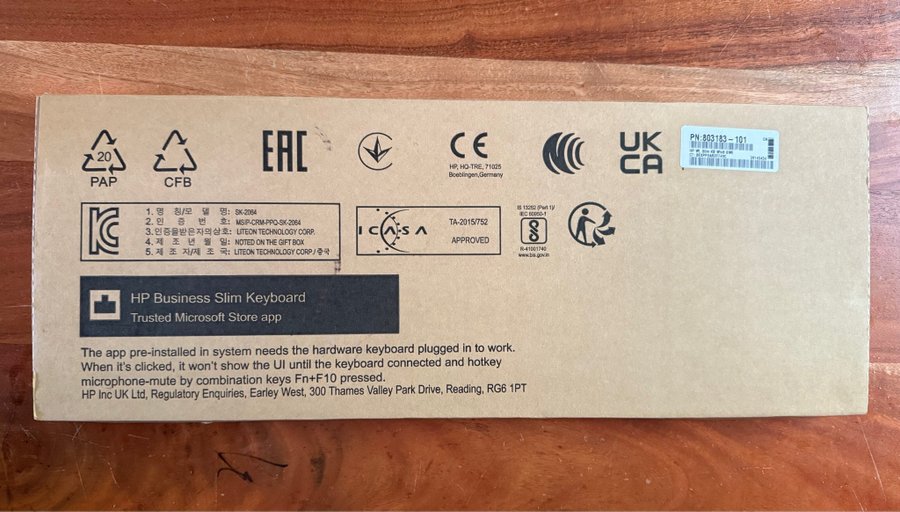 20
PAP
CFB
EAC
CE
HP, HQ-TRE, 71025
Boeblingen, Germany
UK
CA
PN:803183-101
1. 명 칭/모 델 명: SK-2064
2. 인 증 번 호: MSIP-CRM-PPQ-SK-2064
3. 인증을받은자의상호: LITEON TECHNOLOGY CORP.
4. 제 조 년 월 일: NOTED ON THE GIFT BOX
5. 제 조 자/제 조 국: LITEON TECHNOLOGY CORP / 중국
ICASA
TA-2015/752
APPROVED
IS 13252 (Part 1)/
IEC 60950-1
R-41001740
www.bis.gov.in
HP Business Slim Keyboard
Trusted Microsoft Store app
The app pre-installed in system needs the hardware keyboard plugged in to work.
When it's clicked, it won't show the UI until the keyboard connected and hotkey
microphone-mute by combination keys Fn+F10 pressed.
HP Inc UK Ltd, Regulatory Enquiries, Earley West, 300 Thames Valley Park Drive, Reading, RG6 1PT